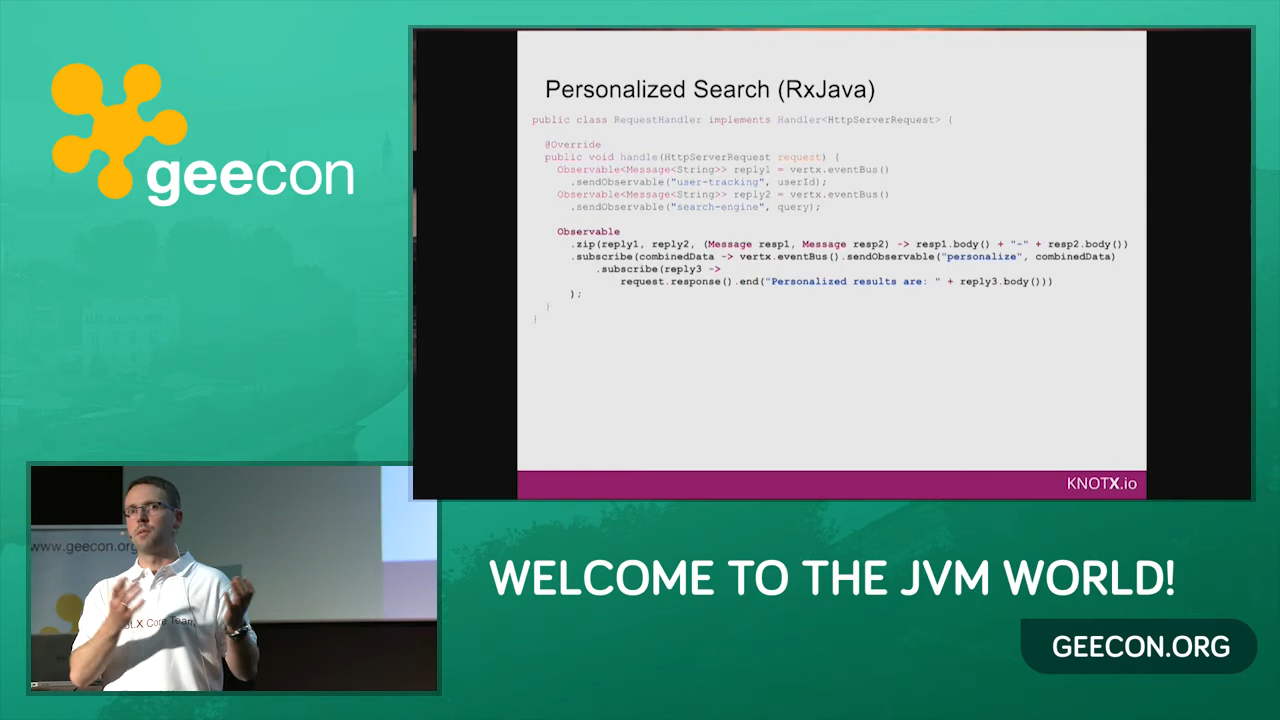 geecon
Personalized Search (RxJava)
public class RequestHandler implements Handler<HttpServerRequest> {
@Override
public void handle(HttpServerRequest request) {
Observable<Message<String>> reply1 = vertx.eventBus()
.sendObservable("user-tracking", userId);
Observable<Message<String>> reply2 = vertx.eventBus()
.sendObservable("search-engine", query);
Observable
.zip(reply1, reply2, (Message resp1, Message resp2) -> resp1.body() + "-" + resp2.body())
.subscribe(combinedData -> vertx.eventBus().sendObservable("personalize", combinedData)
.subscribe(reply3 ->
request.response().end("Personalized results are: " + reply3.body()))
);
}
}
KNOTX.io
www.geecon.org
ot.X Core Team
WELCOME TO THE JVM WORLD!
GEECON.ORG